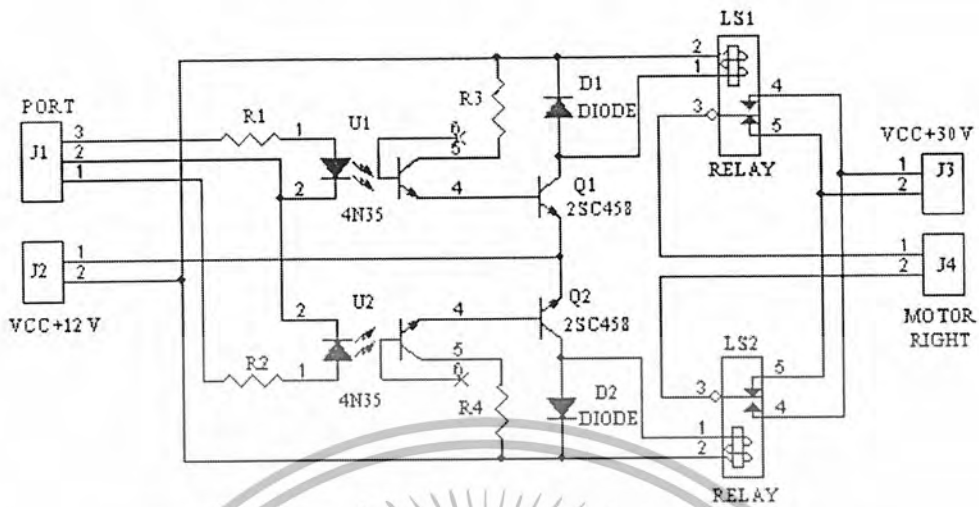 LS1
2
1
4
3
5
RELAY
D1
DIODE
R3
PORT
J1
3
2
1
R1
1
U1
2
4N35
6
5
4
Q1
2SC458
VCC+30 V
1
2
J3
1
2
J4
MOTOR
RIGHT
J2
1
2
VCC+12 V
U2
2
1
4N35
R2
4
5
6
R4
Q2
2SC458
D2
DIODE
LS2
5
3
4
1
2
RELAY